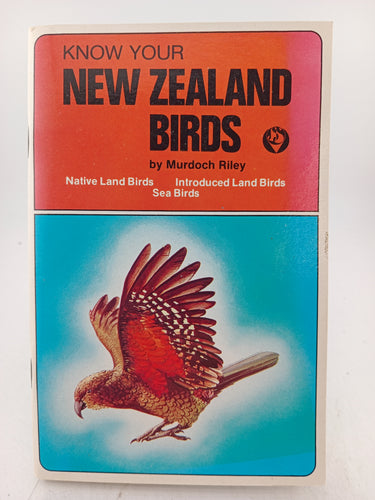 KNOW YOUR
NEW ZEALAND
BIRDS
by Murdoch Riley
Native Land Birds Introduced Land Birds
Sea Birds